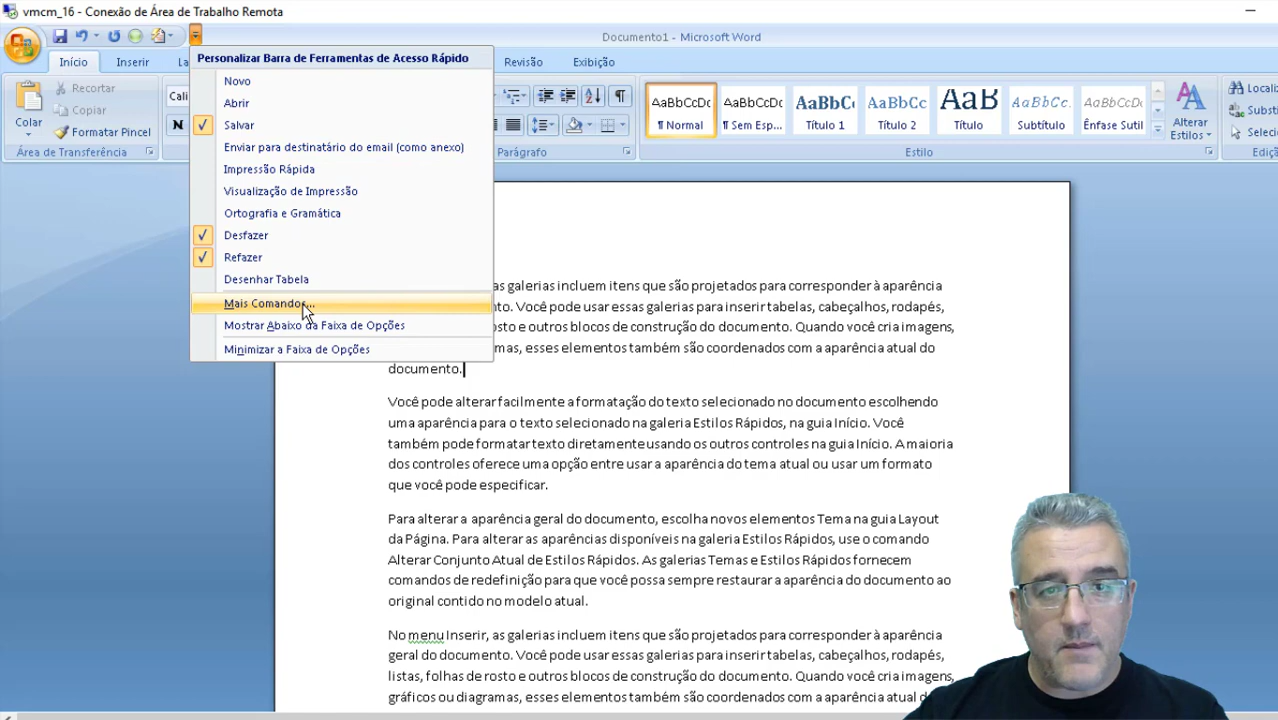 vmcm_16 - Conexão de Área de Trabalho Remota
Documento1 - Microsoft Word
Início Inserir La Revisão Exibição
Personalizar Barra de Ferramentas de Acesso Rápido
Novo
Abrir
Salvar
Enviar para destinatário do email (como anexo)
Impressão Rápida
Visualização de Impressão
Ortografia e Gramática
Desfazer
Refazer
Desenhar Tabela
Mais Comandos...
Mostrar Abaixo da Faixa de Opções
Minimizar a Faixa de Opções
Colar
Recortar
Copiar
Formatar Pincel
Área de Transferência
Cali
N
Parágrafo
AaBbCcDc AaBbCcDc AaBbC AaBbCc AaB AaBbCc. AaBbCcDc
¶ Normal ¶ Sem Esp... Título 1 Título 2 Título Subtítulo Ênfase Sutil
Alterar
Estilos
Estilo
Locali
Subst
Seleci
Ediç
as galerias incluem itens que são projetados para corresponder à aparência
nto. Você pode usar essas galerias para inserir tabelas, cabeçalhos, rodapés,
osto e outros blocos de construção do documento. Quando você cria imagens,
mas, esses elementos também são coordenados com a aparência atual do
documento.
Você pode alterar facilmente a formatação do texto selecionado no documento escolhendo
uma aparência para o texto selecionado na galeria Estilos Rápidos, na guia Início. Você
também pode formatar texto diretamente usando os outros controles na guia Início. A maioria
dos controles oferece uma opção entre usar a aparência do tema atual ou usar um formato
que você pode especificar.
Para alterar a aparência geral do documento, escolha novos elementos Tema na guia Layout
da Página. Para alterar as aparências disponíveis na galeria Estilos Rápidos, use o comando
Alterar Conjunto Atual de Estilos Rápidos. As galerias Temas e Estilos Rápidos fornecem
comandos de redefinição para que você possa sempre restaurar a aparência do documento ao
original contido no modelo atual.
No menu Inserir, as galerias incluem itens que são projetados para corresponder à aparência
geral do documento. Você pode usar essas galerias para inserir tabelas, cabeçalhos, rodapés,
listas, folhas de rosto e outros blocos de construção do documento. Quando você cria imagens,
gráficos ou diagramas, esses elementos também são coordenados com a aparência atual d